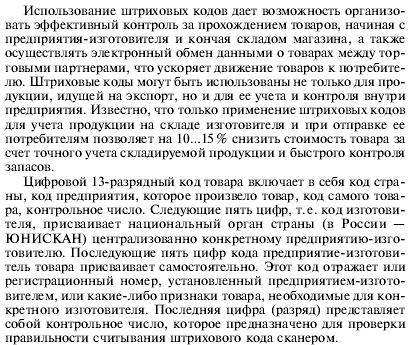 Использование штриховых кодов дает возможность организо-
вать эффективный контроль за прохождением товаров, начиная с
предприятия-изготовителя и кончая складом магазина, а также
осуществлять электронный обмен данными о товарах между тор-
говыми партнерами, что ускоряет движение товаров к потребите-
лю. Штриховые коды могут быть использованы не только для про-
дукции, идущей на экспорт, но и для ее учета и контроля внутри
предприятия. Известно, что только применение штриховых кодов
для учета продукции на складе изготовителя и при отправке ее
потребителям позволяет на 10...15 % снизить стоимость товара за
счет точного учета складируемой продукции и быстрого контроля
запасов.
Цифровой 13-разрядный код товара включает в себя код стра-
ны, код предприятия, которое произвело товар, код самого това-
ра, контрольное число. Следующие пять цифр, т. е. код изготови-
теля, присваивает национальный орган страны (в России —
ЮНИСКАН) централизованно конкретному предприятию-изго-
товителю. Последующие пять цифр кода предприятие-изготови-
тель товара присваивает самостоятельно. Этот код отражает или
регистрационный номер, установленный предприятием-изгото-
вителем, или какие-либо признаки товара, необходимые для кон-
кретного изготовителя. Последняя цифра (разряд) представляет
собой контрольное число, которое предназначено для проверки
правильности считывания штрихового кода сканером.